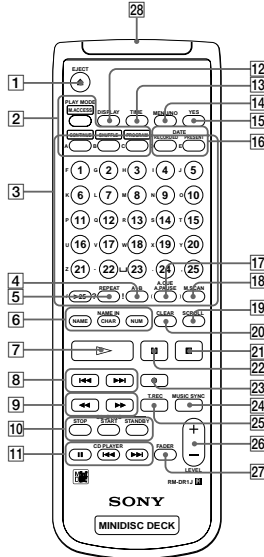 28
EJECT
1
12
13
PLAY MODE
M.ACCESS
DISPLAY TIME MENU/NO YES
2
14
15
DATE
CONTINUE SHUFFLE PROGRAM RECORDED PRESENT
A B C D E
16
3
F 1 G 2 H 3 I 4 J 5
K 6 L 7 M 8 N 9 O 10
P 11 Q 12 R 13 S 14 T 15
U 16 V 17 W 18 X 19 Y 20
17
Z 21 - 22 . 23 , 24 . 25
4
5
REPEAT A-B A.CUE A.PAUSE M.SCAN
18
/ >25 ? ! ( )
NAME IN
CLEAR SCROLL
19
6
NAME CHAR NUM
20
7
21
22
8
23
9
T.REC MUSIC SYNC
24
10
STOP START STANDBY
25
+
26
11
CD PLAYER
FADER
–
LEVEL
27
RM-DR1J R
SONY
MINIDISC DECK